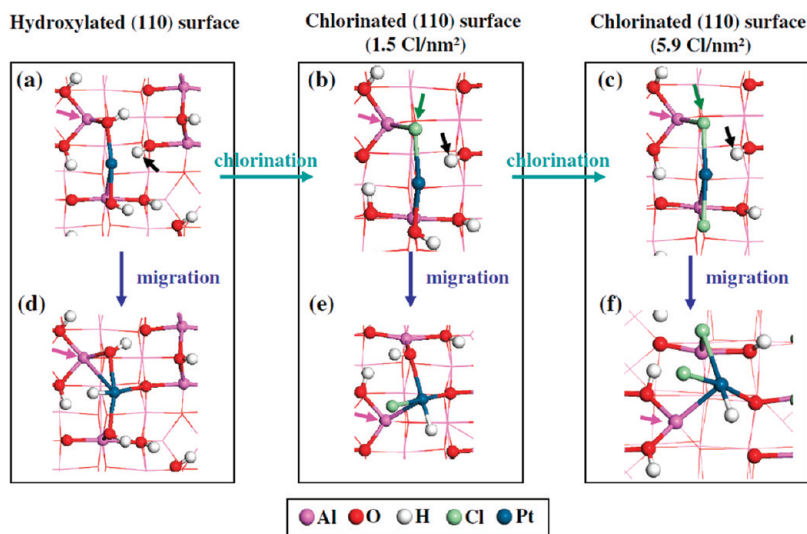 Hydroxylated (110) surface
Chlorinated (110) surface
(1.5 Cl/nm²)
Chlorinated (110) surface
(5.9 Cl/nm²)
(a)
(b)
(c)
chlorination
chlorination
migration
migration
migration
(d)
(e)
(f)
Al O H Cl Pt